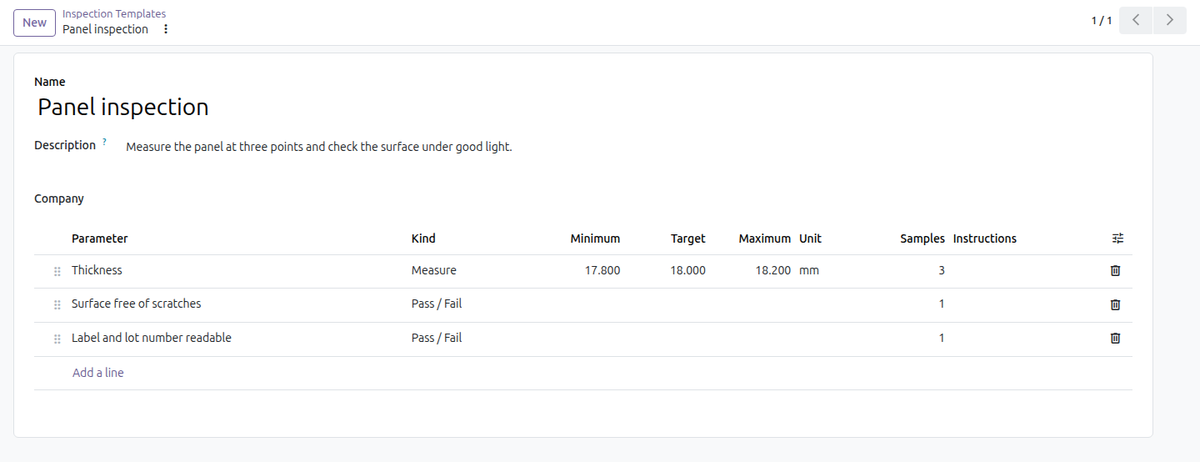 New
Inspection Templates
Panel inspection
1 / 1
Name
Panel inspection
Description ? Measure the panel at three points and check the surface under good light.
Company
Parameter Kind Minimum Target Maximum Unit Samples Instructions
Thickness Measure 17.800 18.000 18.200 mm 3
Surface free of scratches Pass / Fail 1
Label and lot number readable Pass / Fail 1
Add a line